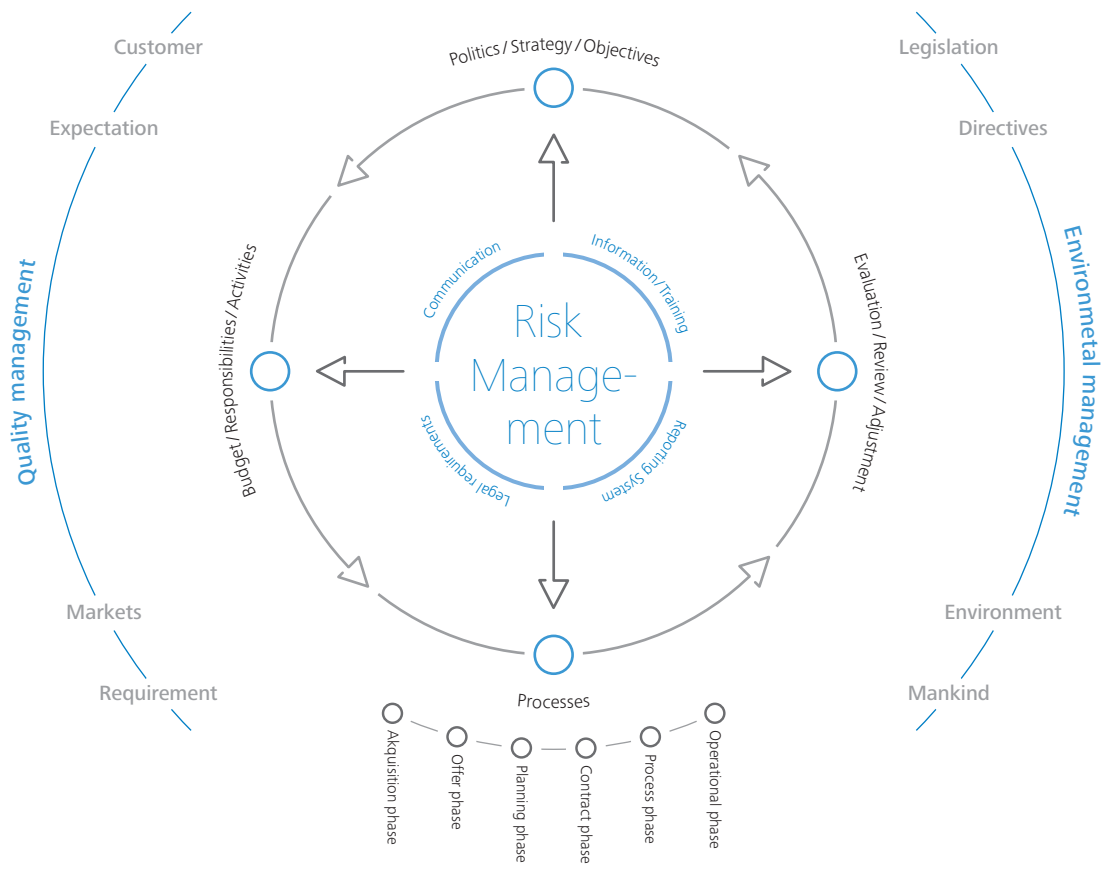 Customer
Expectation
Quality management
Markets
Requirement
Politics / Strategy / Objectives
Budget / Responsibilities / Activities
Evaluation / Review / Adjustment
Communication
Information/Training
Risk
Manage-
ment
Legal requirements
Reporting System
Processes
Akquisition phase
Offer phase
Planning phase
Contract phase
Process phase
Operational phase
Legislation
Directives
Environmetal management
Environment
Mankind